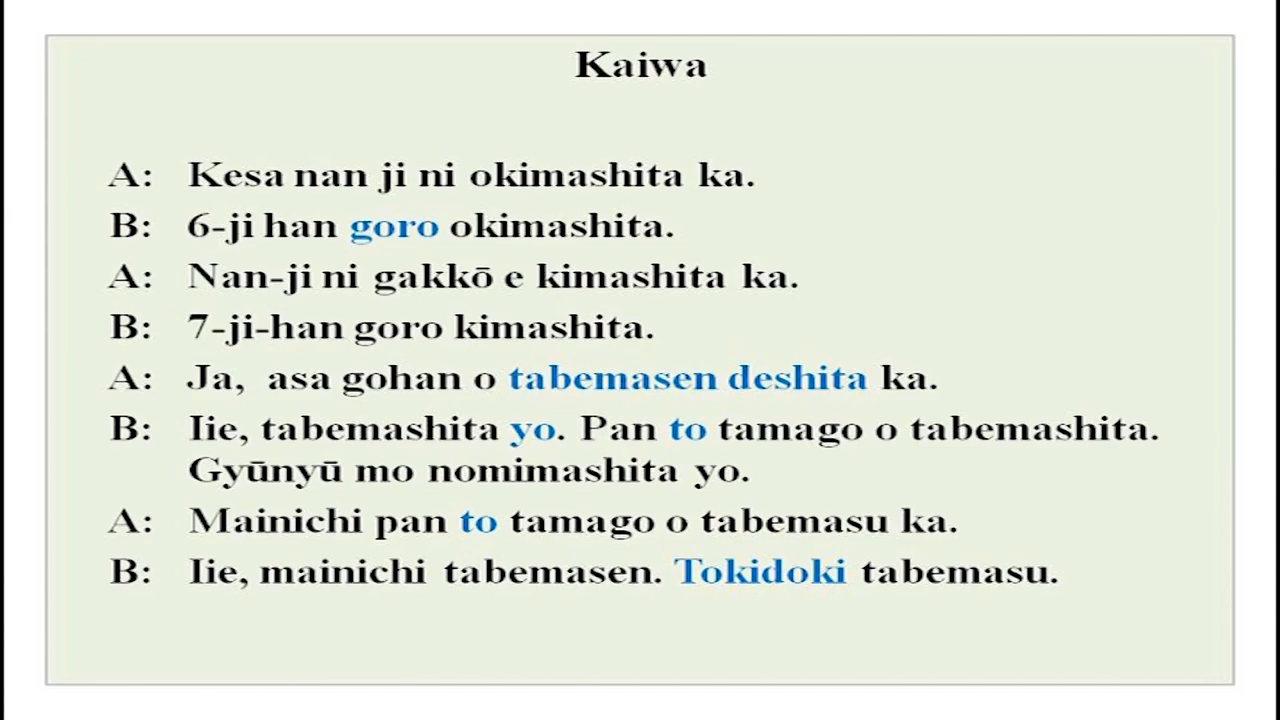 Kaiwa
A: Kesa nan ji ni okimashita ka.
B: 6-ji han goro okimashita.
A: Nan-ji ni gakkō e kimashita ka.
B: 7-ji-han goro kimashita.
A: Ja, asa gohan o tabemasen deshita ka.
B: Iie, tabemashita yo. Pan to tamago o tabemashita.
Gyūnyū mo nomimashita yo.
A: Mainichi pan to tamago o tabemasu ka.
B: Iie, mainichi tabemasen. Tokidoki tabemasu.